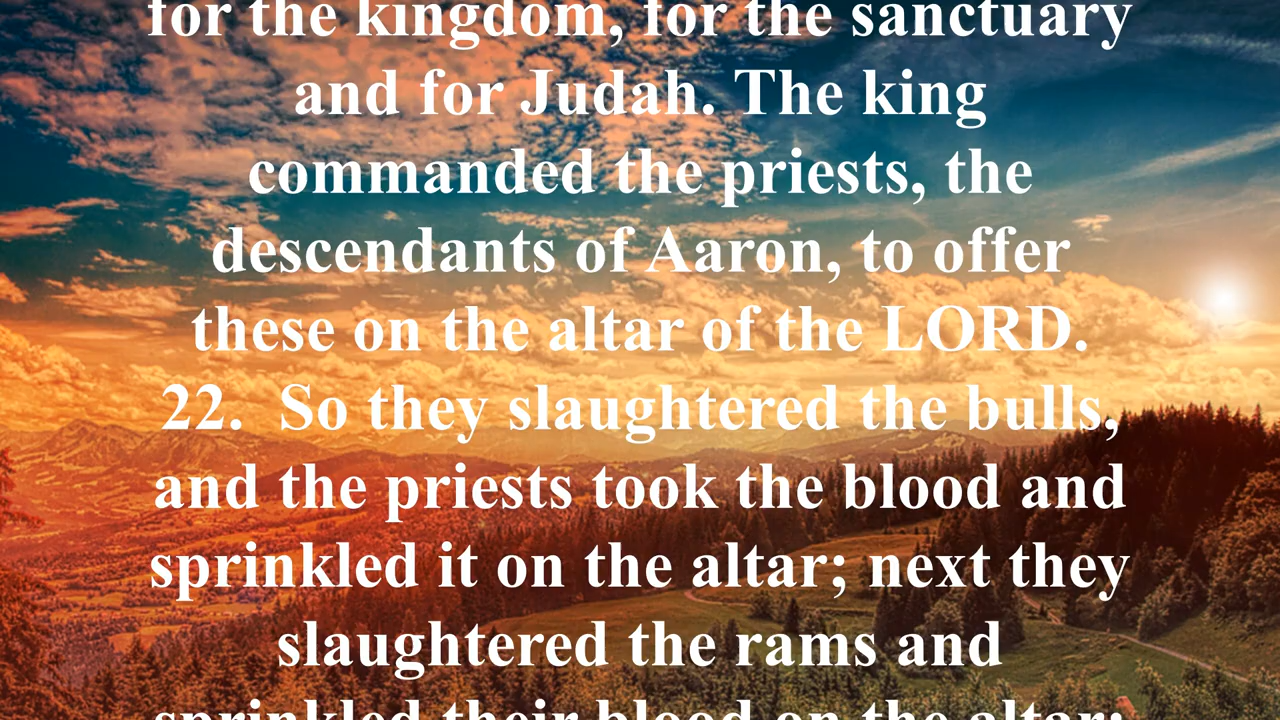 for the kingdom, for the sanctuary
and for Judah. The king
commanded the priests, the
descendants of Aaron, to offer
these on the altar of the LORD.
22.  So they slaughtered the bulls,
and the priests took the blood and
sprinkled it on the altar; next they
slaughtered the rams and
sprinkled their blood on the altar;